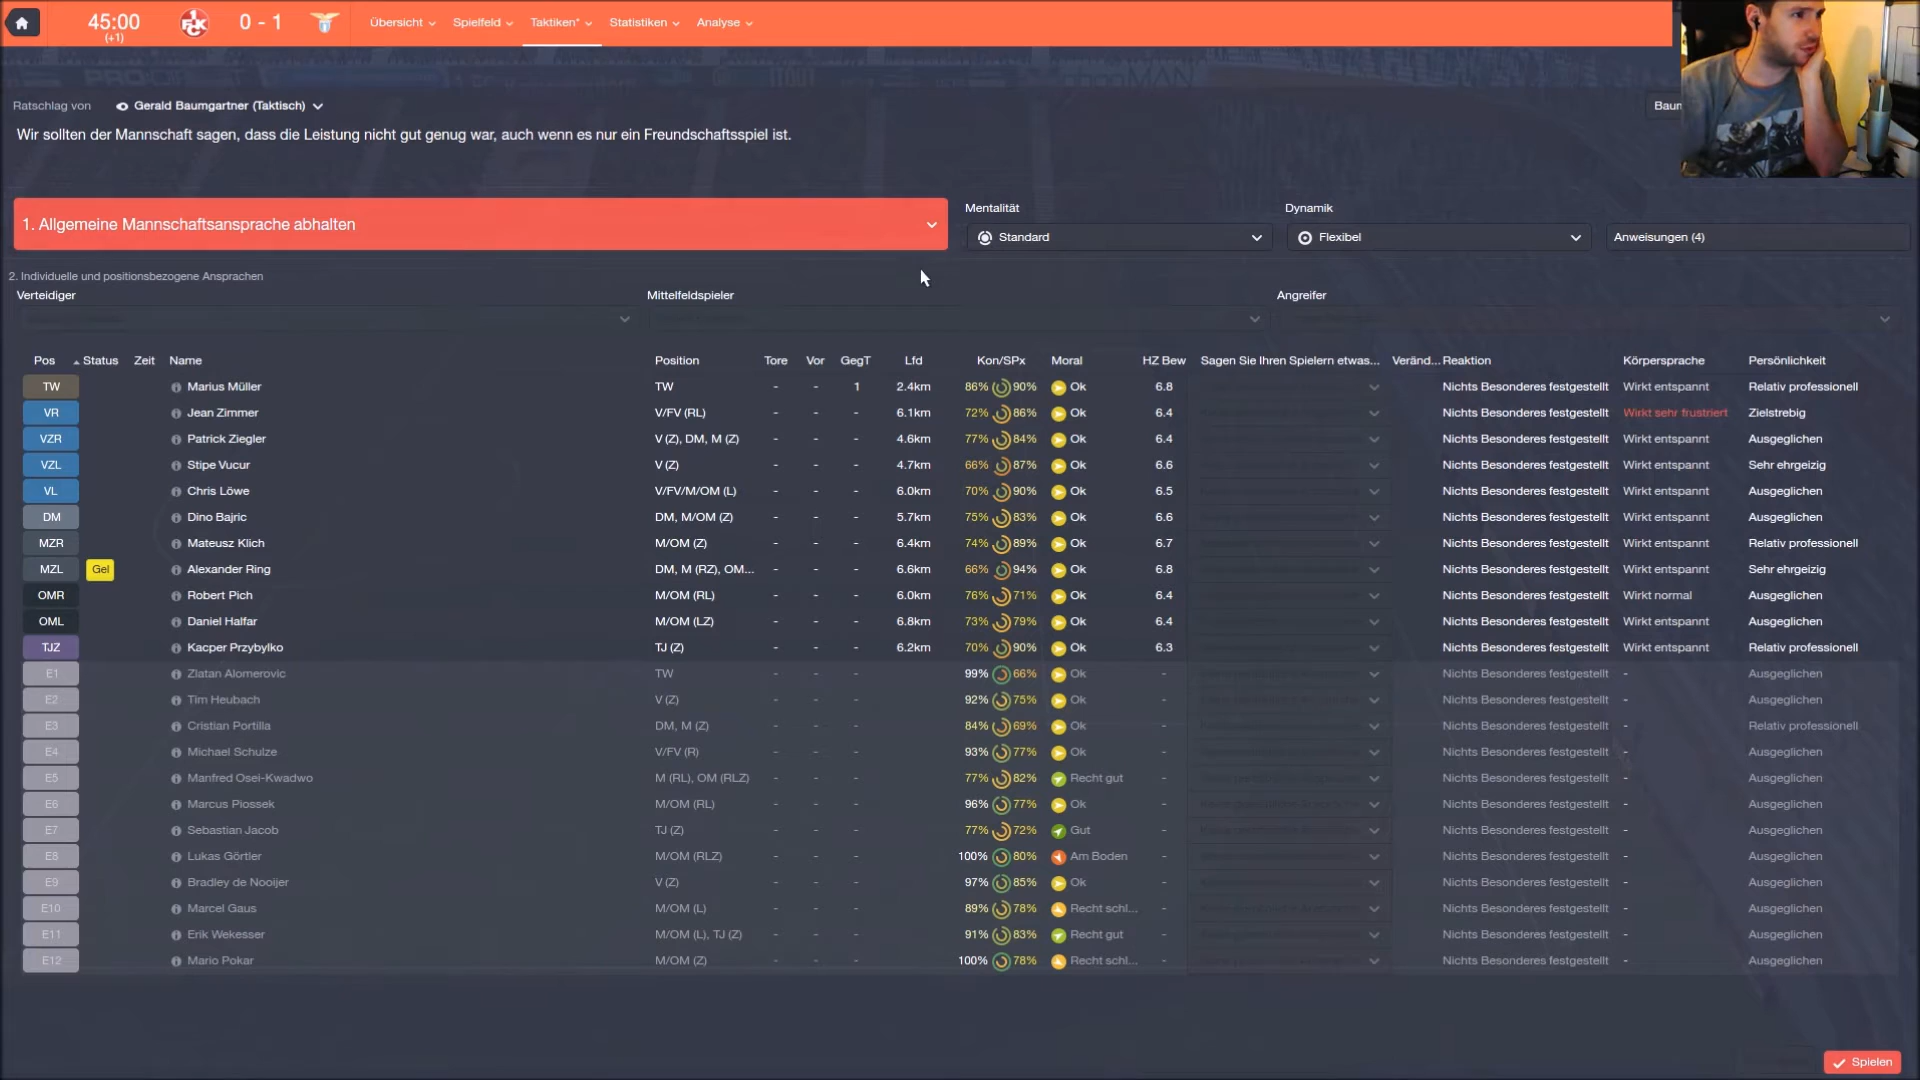 45:00
(+1)
0 - 1
Übersicht
Spielfeld
Taktiken*
Statistiken
Analyse
Ratschlag von
Gerald Baumgartner (Taktisch)
Baum
Wir sollten der Mannschaft sagen, dass die Leistung nicht gut genug war, auch wenn es nur ein Freundschaftsspiel ist.
1. Allgemeine Mannschaftsansprache abhalten
Mentalität
Standard
Dynamik
Flexibel
Anweisungen (4)
2. Individuelle und positionsbezogene Ansprachen
Verteidiger Mittelfeldspieler Angreifer
Pos Status Zeit Name Position Tore Vor GegT Lfd Kon/SPx Moral HZ Bew Sagen Sie Ihren Spielern etwas... Veränd... Reaktion Körpersprache Persönlichkeit
TW Marius Müller TW - - 1 2.4km 86% 90% Ok 6.8 Nichts Besonderes festgestellt Wirkt entspannt Relativ professionell
VR Jean Zimmer V/FV (RL) - - - 6.1km 72% 86% Ok 6.4 Nichts Besonderes festgestellt Wirkt sehr frustriert Zielstrebig
VZR Patrick Ziegler V (Z), DM, M (Z) - - - 4.6km 77% 84% Ok 6.4 Nichts Besonderes festgestellt Wirkt entspannt Ausgeglichen
VZL Stipe Vucur V (Z) - - - 4.7km 66% 87% Ok 6.6 Nichts Besonderes festgestellt Wirkt entspannt Sehr ehrgeizig
VL Chris Löwe V/FV/M/OM (L) - - - 6.0km 70% 90% Ok 6.5 Nichts Besonderes festgestellt Wirkt entspannt Ausgeglichen
DM Dino Bajric DM, M/OM (Z) - - - 5.7km 75% 83% Ok 6.6 Nichts Besonderes festgestellt Wirkt entspannt Ausgeglichen
MZR Mateusz Klich M/OM (Z) - - - 6.4km 74% 89% Ok 6.7 Nichts Besonderes festgestellt Wirkt entspannt Relativ professionell
MZL Gel Alexander Ring DM, M (RZ), OM... - - - 6.6km 66% 94% Ok 6.8 Nichts Besonderes festgestellt Wirkt entspannt Sehr ehrgeizig
OMR Robert Pich M/OM (RL) - - - 6.0km 76% 71% Ok 6.4 Nichts Besonderes festgestellt Wirkt normal Ausgeglichen
OML Daniel Halfar M/OM (LZ) - - - 6.8km 73% 79% Ok 6.4 Nichts Besonderes festgestellt Wirkt entspannt Ausgeglichen
TJZ Kacper Przybylko TJ (Z) - - - 6.2km 70% 90% Ok 6.3 Nichts Besonderes festgestellt Wirkt entspannt Relativ professionell
E1 Zlatan Alomerovic TW - - - 99% 66% Ok - Nichts Besonderes festgestellt - Ausgeglichen
E2 Tim Heubach V (Z) - - - 92% 75% Ok - Nichts Besonderes festgestellt - Ausgeglichen
E3 Cristian Portilla DM, M (Z) - - - 84% 69% Ok - Nichts Besonderes festgestellt - Relativ professionell
E4 Michael Schulze V/FV (R) - - - 93% 77% Ok - Nichts Besonderes festgestellt - Ausgeglichen
E5 Manfred Osei-Kwadwo M (RL), OM (RLZ) - - - 77% 82% Recht gut - Nichts Besonderes festgestellt - Ausgeglichen
E6 Marcus Piossek M/OM (RL) - - - 96% 77% Ok - Nichts Besonderes festgestellt - Ausgeglichen
E7 Sebastian Jacob TJ (Z) - - - 77% 72% Gut - Nichts Besonderes festgestellt - Ausgeglichen
E8 Lukas Görtler M/OM (RLZ) - - - 100% 80% Am Boden - Nichts Besonderes festgestellt - Ausgeglichen
E9 Bradley de Nooijer V (Z) - - - 97% 85% Ok - Nichts Besonderes festgestellt - Ausgeglichen
E10 Marcel Gaus M/OM (L) - - - 89% 78% Recht schl... - Nichts Besonderes festgestellt - Ausgeglichen
E11 Erik Wekesser M/OM (L), TJ (Z) - - - 91% 83% Recht gut - Nichts Besonderes festgestellt - Ausgeglichen
E12 Mario Pokar M/OM (Z) - - - 100% 78% Recht schl... - Nichts Besonderes festgestellt - Ausgeglichen
Spielen